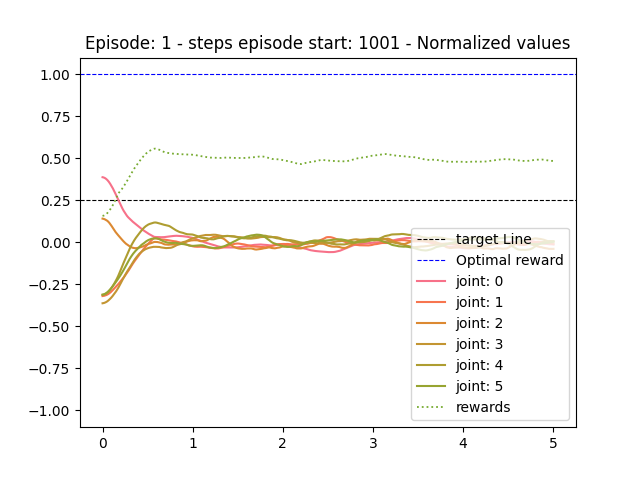 Episode: 1 - steps episode start: 1001 - Normalized values
1.00
0.75
0.50
0.25
0.00
−0.25
−0.50
−0.75
−1.00
target Line
Optimal reward
joint: 0
joint: 1
joint: 2
joint: 3
joint: 4
joint: 5
rewards
0 1 2 3 4 5